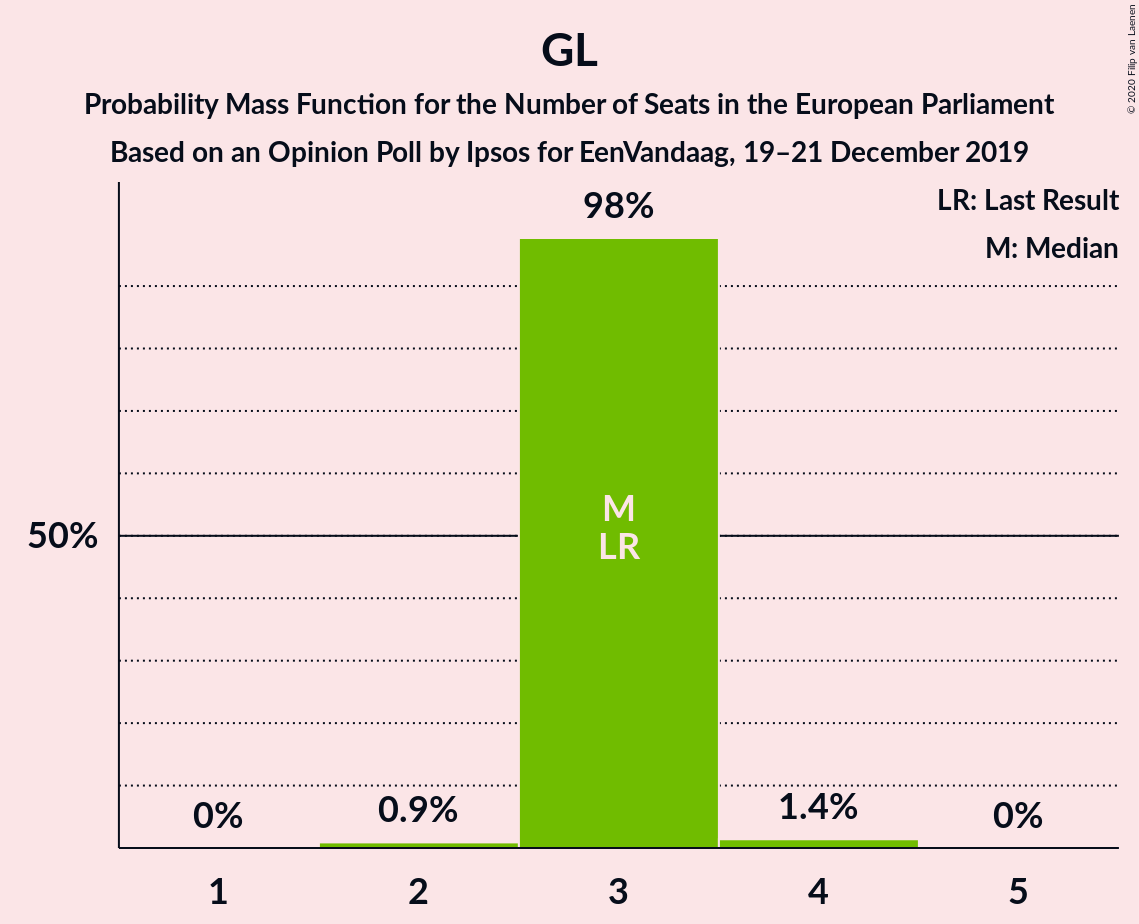 GL
Probability Mass Function for the Number of Seats in the European Parliament
Based on an Opinion Poll by Ipsos for EenVandaag, 19–21 December 2019
© 2020 Filip van Laenen
LR: Last Result
M: Median
98%
50%
M
LR
0%
0.9%
1.4%
0%
1
2
3
4
5